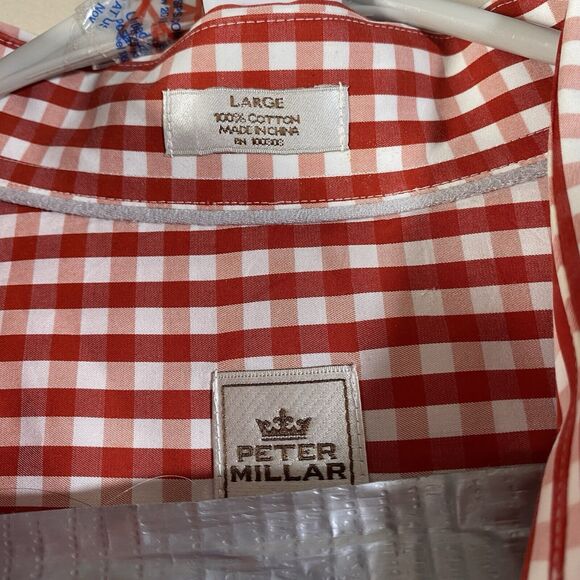 LARGE
100% COTTON
MADE IN CHINA
RN 100303
PETER
MILLAR